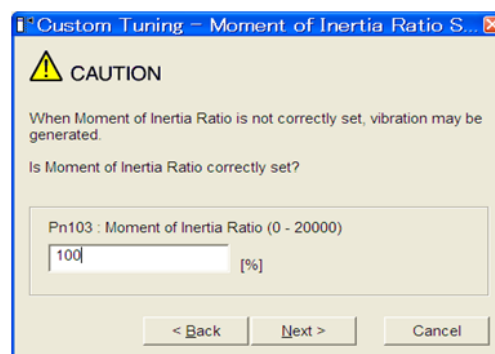 Custom Tuning - Moment of Inertia Ratio S...
CAUTION
When Moment of Inertia Ratio is not correctly set, vibration may be
generated.
Is Moment of Inertia Ratio correctly set?
Pn103 : Moment of Inertia Ratio (0 - 20000)
100
[%]
< Back
Next >
Cancel